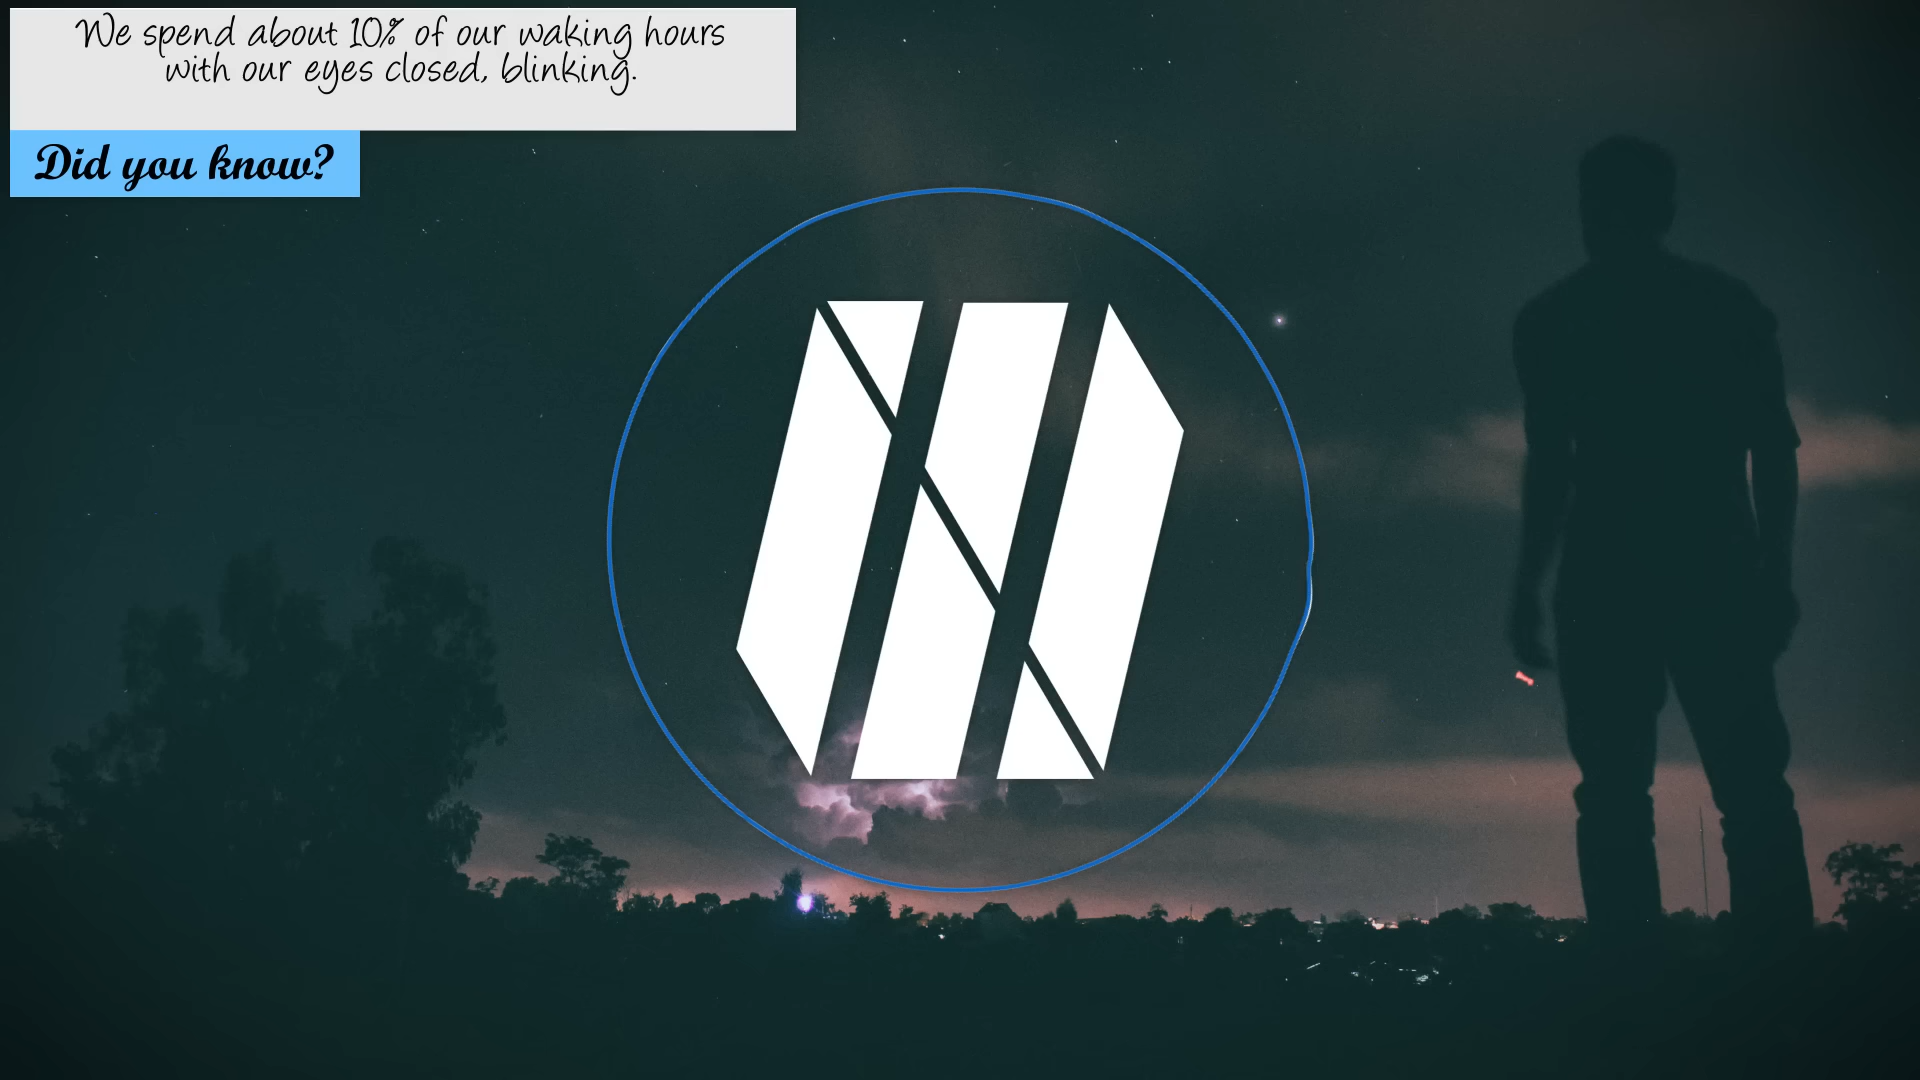 We spend about 10% of our waking hours
with our eyes closed, blinking.
Did you know?